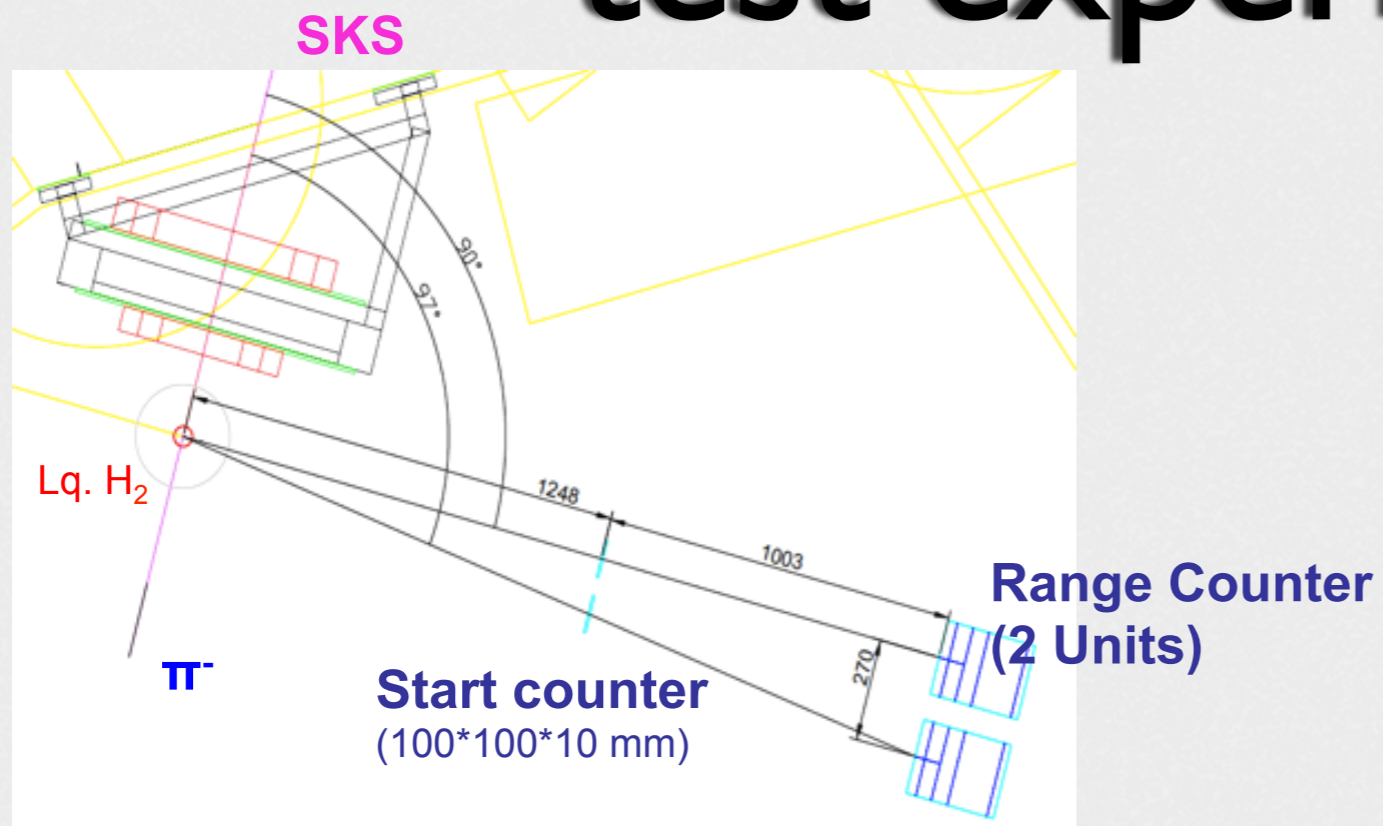 SKS
90°
97°
Lq. H₂
1248
1003
270
Range Counter
(2 Units)
π-
Start counter
(100*100*10 mm)